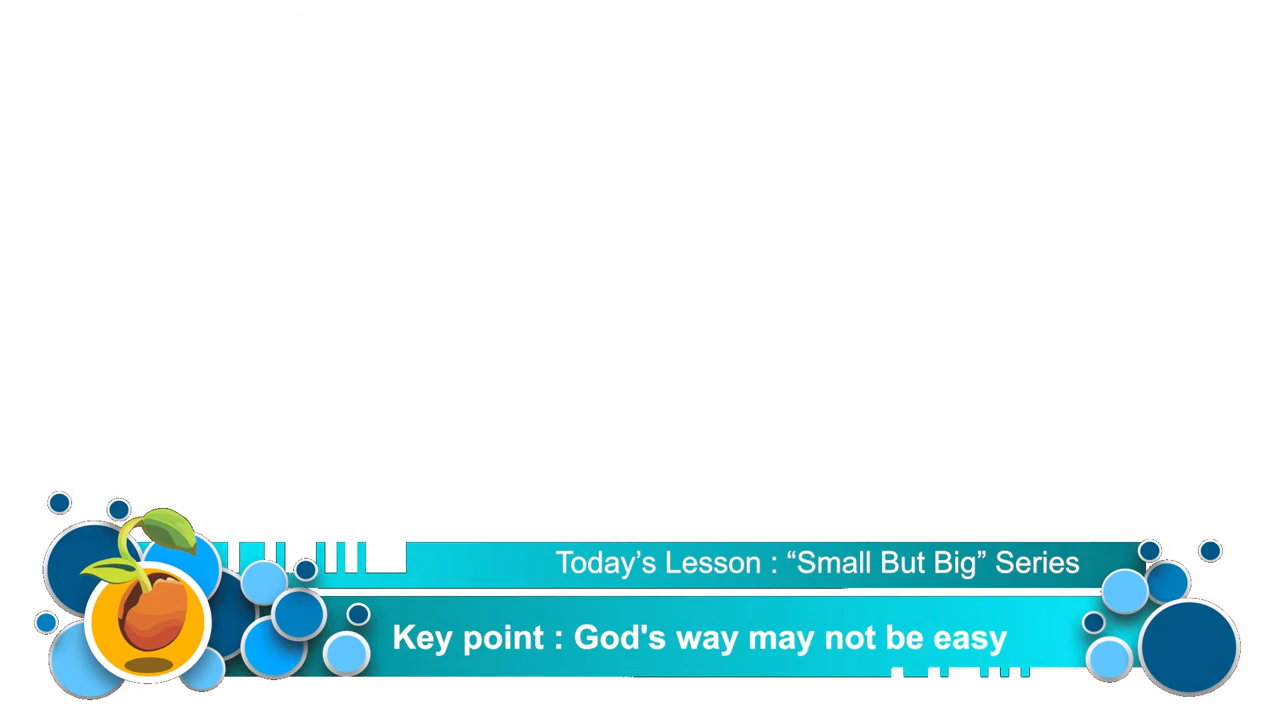 Today’s Lesson : “Small But Big” Series
Key point : God's way may not be easy